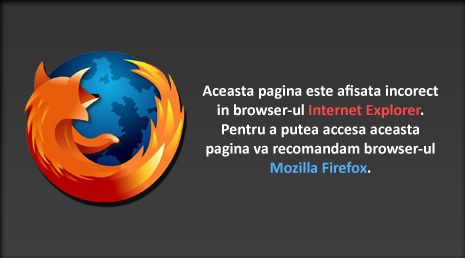 Aceasta pagina este afisata incorect
in browser-ul Internet Explorer.
Pentru a putea accesa aceasta
pagina va recomandam browser-ul
Mozilla Firefox.